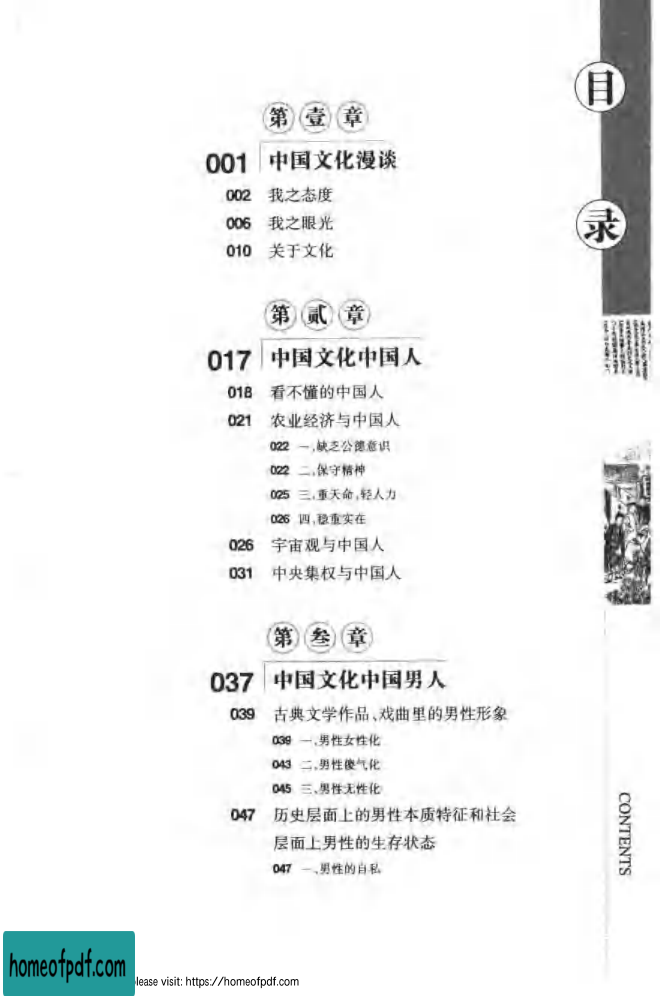 目录
第壹章
001 中国文化漫谈
002 我之态度
006 我之眼光
010 关于文化
第贰章
017 中国文化中国人
018 看不懂的中国人
021 农业经济与中国人
022 一、缺乏公德意识
022 二、保守精神
025 三、重天命,轻人力
026 四、稳重实在
026 宇宙观与中国人
031 中央集权与中国人
第叁章
037 中国文化中国男人
039 古典文学作品、戏曲里的男性形象
039 一、男性女性化
043 二、男性傻气化
045 三、男性无性化
047 历史层面上的男性本质特征和社会
层面上男性的生存状态
047 一、男性的自私
CONTENTS
homeofpdf.com
lease visit: https://homeofpdf.com